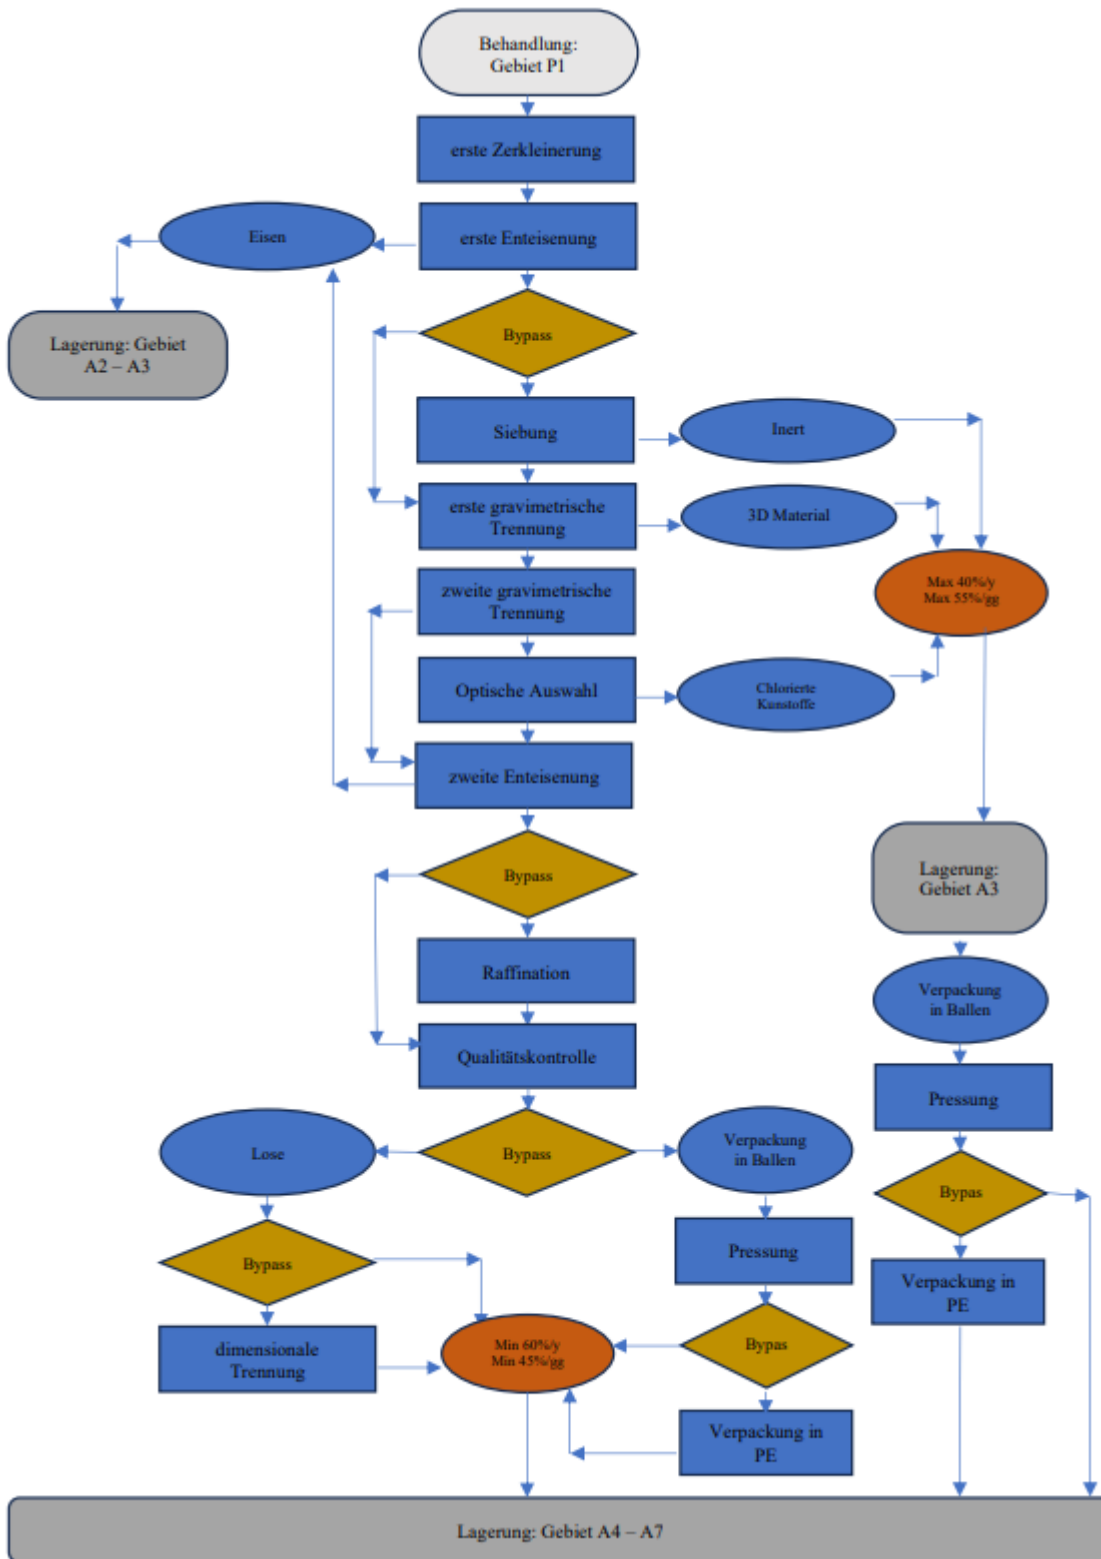 Behandlung:
Gebiet P1
erste Zerkleinerung
Eisen
erste Enteisenung
Lagerung: Gebiet
A2 – A3
Bypass
Siebung
Inert
erste gravimetrische
Trennung
3D Material
Max 40%/y
Max 55%/gg
zweite gravimetrische
Trennung
Optische Auswahl
Chlorierte
Kunstoffe
zweite Enteisenung
Bypass
Lagerung:
Gebiet A3
Raffination
Verpackung
in Ballen
Qualitätskontrolle
Pressung
Lose
Bypass
Verpackung
in Ballen
Bypas
Bypass
Pressung
Verpackung in
PE
dimensionale
Trennung
Min 60%/y
Min 45%/gg
Bypas
Verpackung in
PE
Lagerung: Gebiet A4 – A7